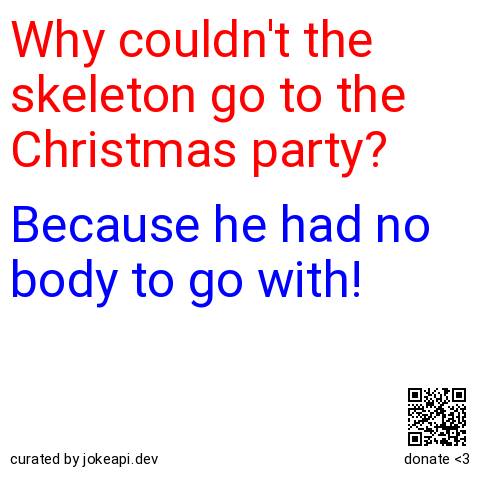 Why couldn't the
skeleton go to the
Christmas party?
Because he had no
body to go with!
curated by jokeapi.dev
donate <3